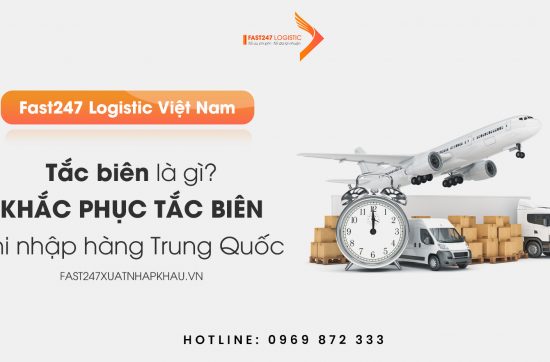 FAST247 LOGISTIC
Fast247 Logistic Việt Nam
Tắc biên là gì?
KHẮC PHỤC TẮC BIÊN
hi nhập hàng Trung Quốc
FAST247XUATNHAPKHAU.VN
HOTLINE: 0969 872 333